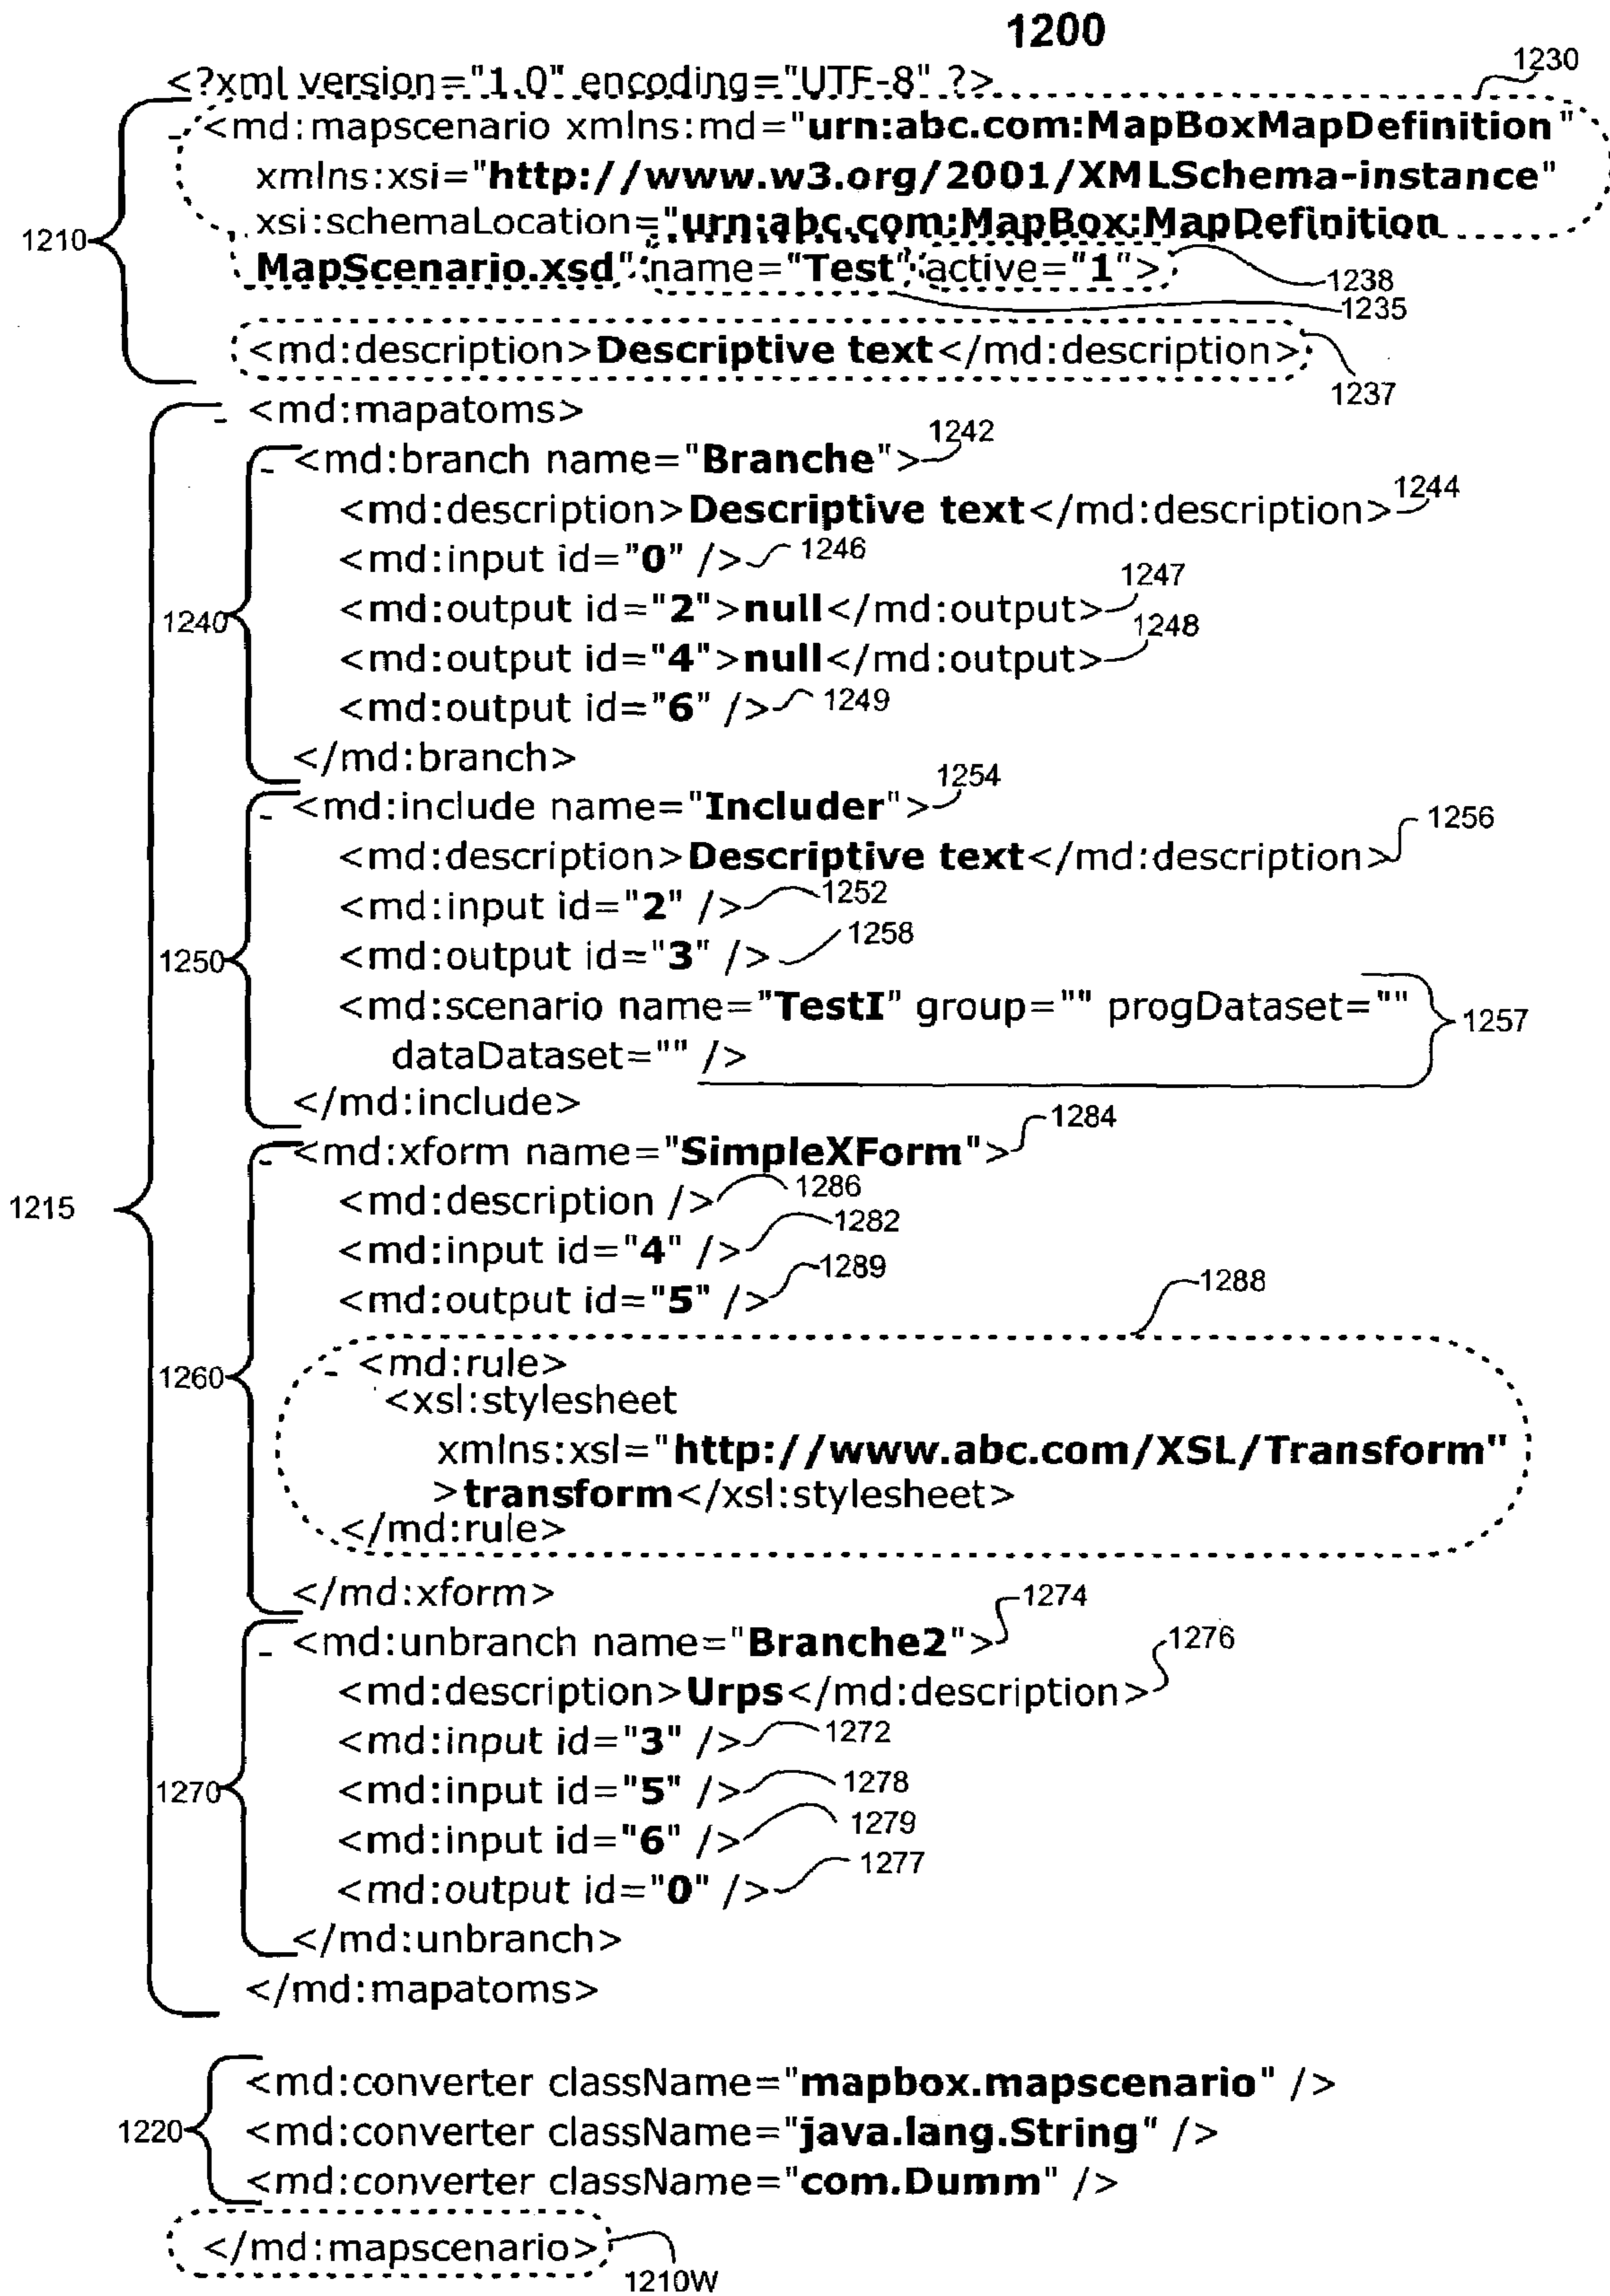 1200
<?xml version="1.0" encoding="UTF-8" ?>
1230
- <md:mapscenario xmlns:md="urn:abc.com:MapBoxMapDefinition"
xmlns:xsi="http://www.w3.org/2001/XMLSchema-instance"
xsi:schemaLocation="urn:abc.com:MapBox:MapDefinition
1210
MapScenario.xsd" name="Test" active="1">
1238
1235
<md:description>Descriptive text</md:description>
1237
- <md:mapatoms>
1242
- <md:branch name="Branche">
<md:description>Descriptive text</md:description> 1244
<md:input id="0" /> 1246
1247
<md:output id="2">null</md:output>
1240
1248
<md:output id="4">null</md:output>
<md:output id="6" /> 1249
</md:branch>
1254
- <md:include name="Includer">
1256
<md:description>Descriptive text</md:description>
<md:input id="2" /> 1252
1258
<md:output id="3" />
1250
<md:scenario name="TestI" group="" progDataset=""
1257
dataDataset="" />
</md:include>
1284
- <md:xform name="SimpleXForm">
<md:description /> 1286
1215
1282
<md:input id="4" />
1289
<md:output id="5" />
1288
1260
- <md:rule>
<xsl:stylesheet
xmlns:xsl="http://www.abc.com/XSL/Transform"
>transform</xsl:stylesheet>
</md:rule>
</md:xform>
1274
- <md:unbranch name="Branche2">
1276
<md:description>Urps</md:description>
<md:input id="3" /> 1272
1270
<md:input id="5" /> 1278
<md:input id="6" /> 1279
1277
<md:output id="0" />
</md:unbranch>
</md:mapatoms>
<md:converter className="mapbox.mapscenario" />
1220
<md:converter className="java.lang.String" />
<md:converter className="com.Dumm" />
</md:mapscenario>
1210W